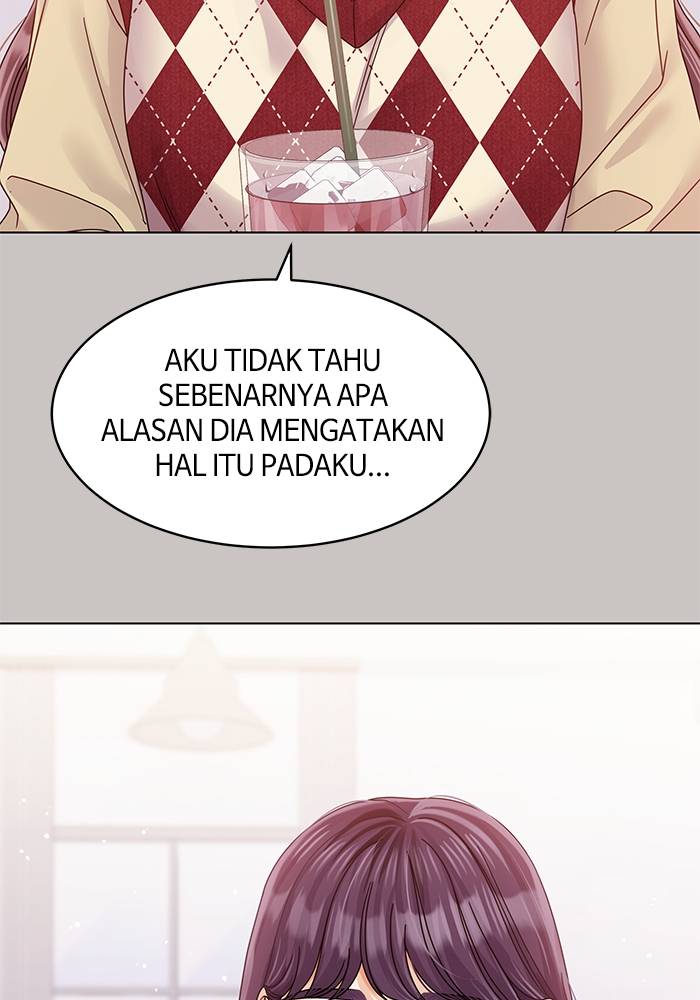 AKU TIDAK TAHU
SEBENARNYA APA
ALASAN DIA MENGATAKAN
HAL ITU PADAKU...